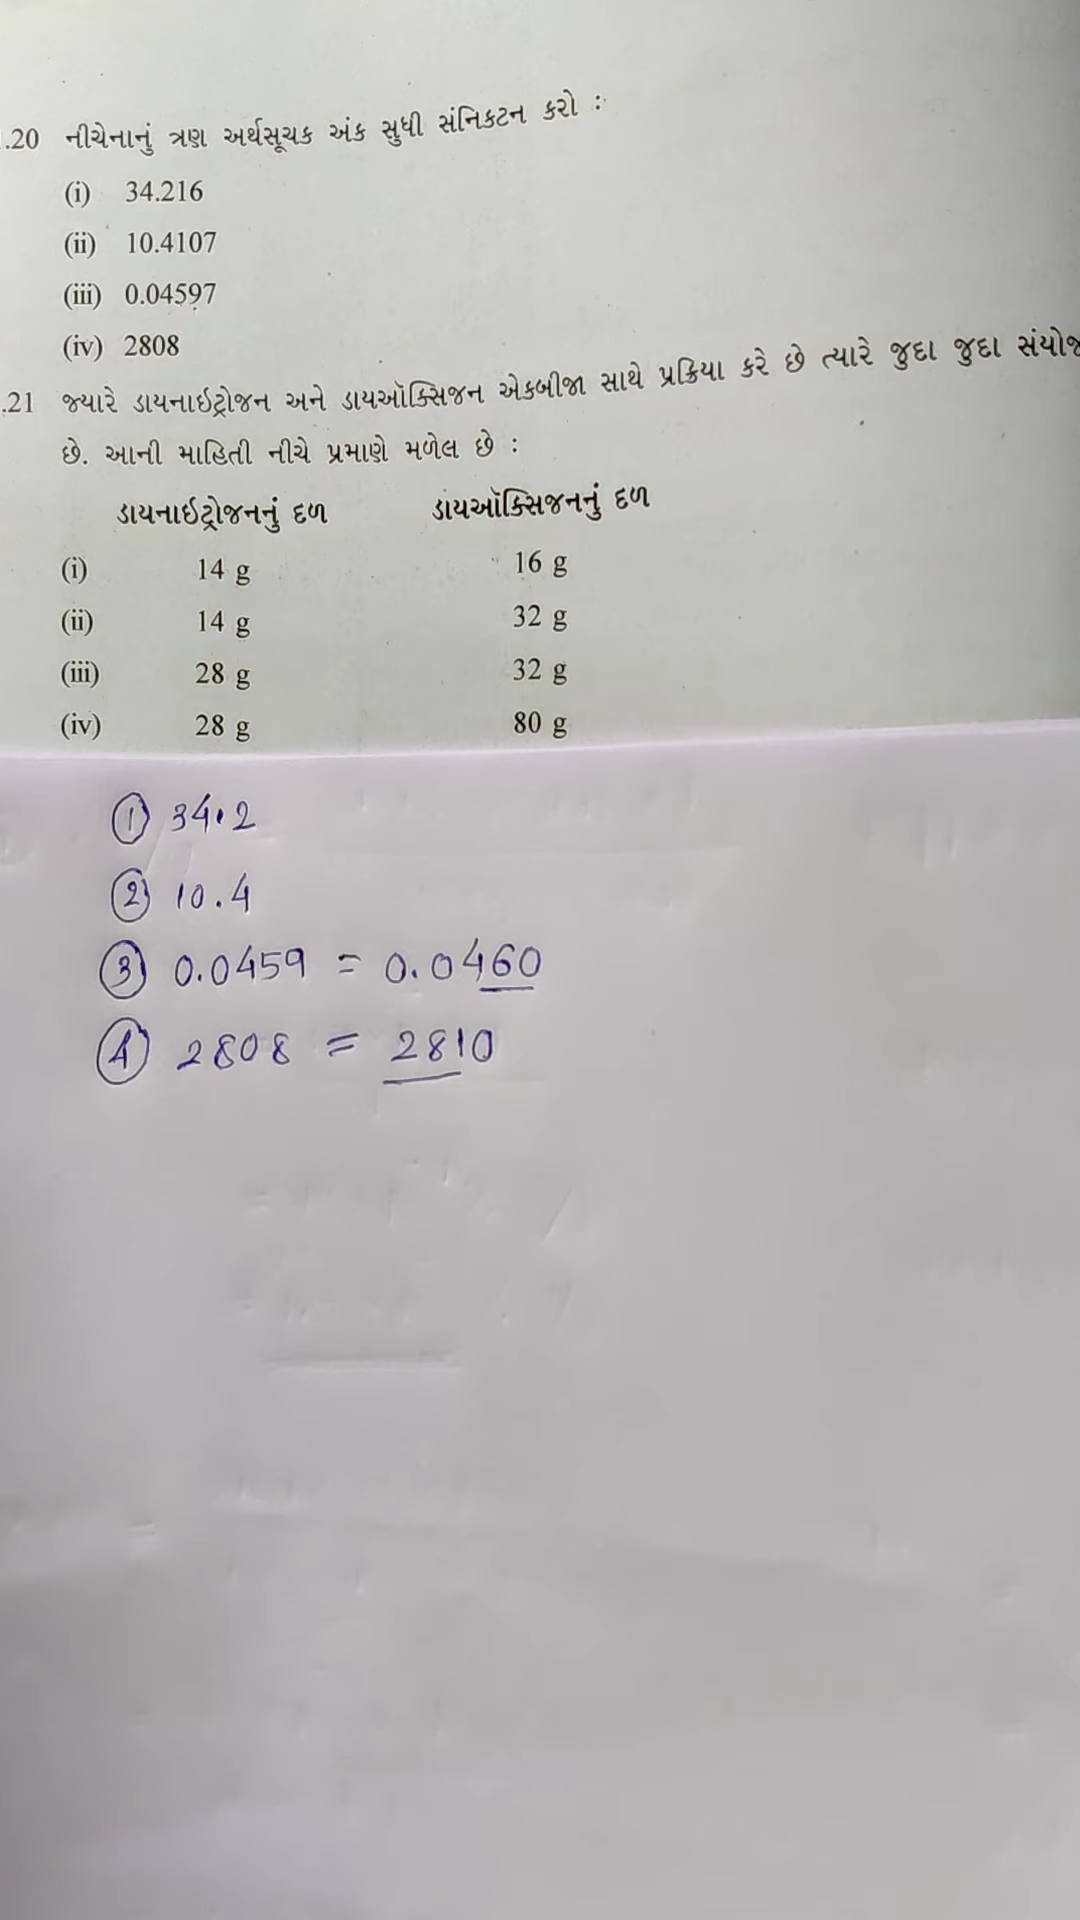 .20 નીચેનાનું ત્રણ અર્થસૂચક અંક સુધી સંનિકટન કરો :
(i) 34.216
(ii) 10.4107
(iii) 0.04597
(iv) 2808
.21 જ્યારે ડાયનાઈટ્રોજન અને ડાયઑક્સિજન એકબીજા સાથે પ્રક્રિયા કરે છે ત્યારે જુદા જુદા
છે. આની માહિતી નીચે પ્રમાણે મળેલ છે :
ડાયનાઈટ્રોજનનું દળ ડાયઑક્સિજનનું દળ
(i) 14 g 16 g
(ii) 14 g 32 g
(iii) 28 g 32 g
(iv) 28 g 80 g
① 34.2
② 10.4
③ 0.0459 = 0.0460
④ 2808 = 2810